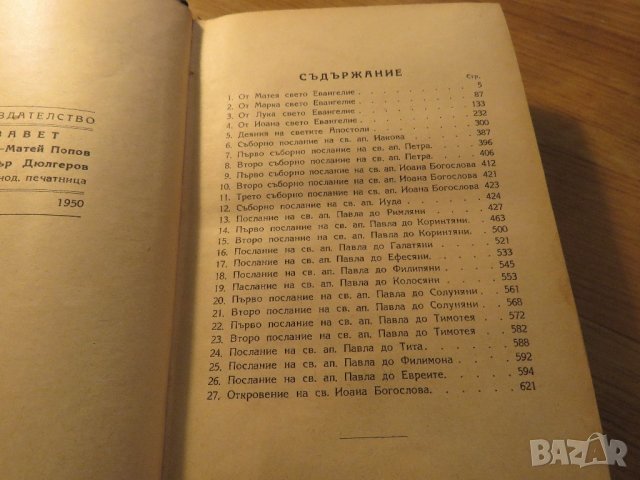 ЗДАТЕЛСТВО
ЗАВЕТ
-Матей Попов
ър Дюлгеров
нод. печатница
1950
СЪДЪРЖАНИЕ
Стр.
1. От Матея свето Евангелие 5
2. От Марка свето Евангелие 87
3. От Лука свето Евангелие 133
4. От Иоана свето Евангелие 232
5. Деяния на светите Апостоли 300
6. Съборно послание на св. ап. Иакова 387
7. Първо съборно послание на св. ап. Петра. 396
8. Второ съборно послание на св. ап. Петра. 406
9. Първо съборно послание на св. ап. Иоана Богослова 412
10. Второ съборно послание на св. ап. Иоана Богослова 421
11. Трето съборно послание на св. ап. Иоана Богослова 423
12. Съборно послание на св. ап. Иуда 424
13. Послание на св. ап. Павла до Римляни 427
14. Първо послание на св. ап. Павла до Коринтяни. 463
15. Второ послание на св. ап. Павла до Коринтяни. 500
16. Послание на св. ап. Павла до Галатяни 521
17. Послание на св. ап. Павла до Ефесяни. 533
18. Послание на св. ап. Павла до Филипяни 545
19. Паслание на св. ап. Павла до Колосяни. 553
20. Първо послание на св. ап. Павла до Солуняни 561
21. Второ послание на св. ап. Павла до Солуняни 568
22. Първо послание на св. ап. Павла до Тимотея 572
23. Второ послание на св. ап. Павла до Тимотея 582
24. Послание на св. ап. Павла до Тита. 588
25. Послание на св. ап. Павла до Филимона 592
26. Послание на св. ап. Павла до Евреите 594
27. Откровение на св. Иоана Богослова. 621
BAZAR
bg